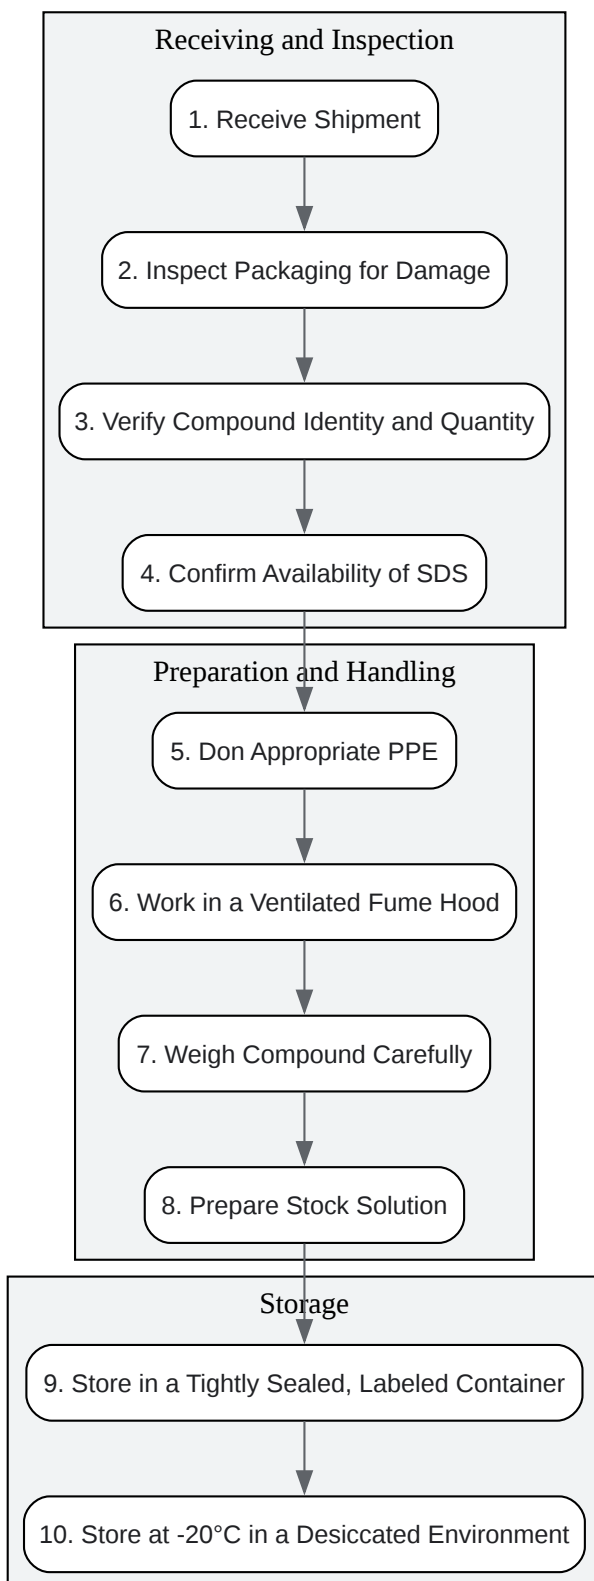 Receiving and Inspection
1. Receive Shipment
2. Inspect Packaging for Damage
3. Verify Compound Identity and Quantity
4. Confirm Availability of SDS
Preparation and Handling
5. Don Appropriate PPE
6. Work in a Ventilated Fume Hood
7. Weigh Compound Carefully
8. Prepare Stock Solution
Storage
9. Store in a Tightly Sealed, Labeled Container
10. Store at -20°C in a Desiccated Environment